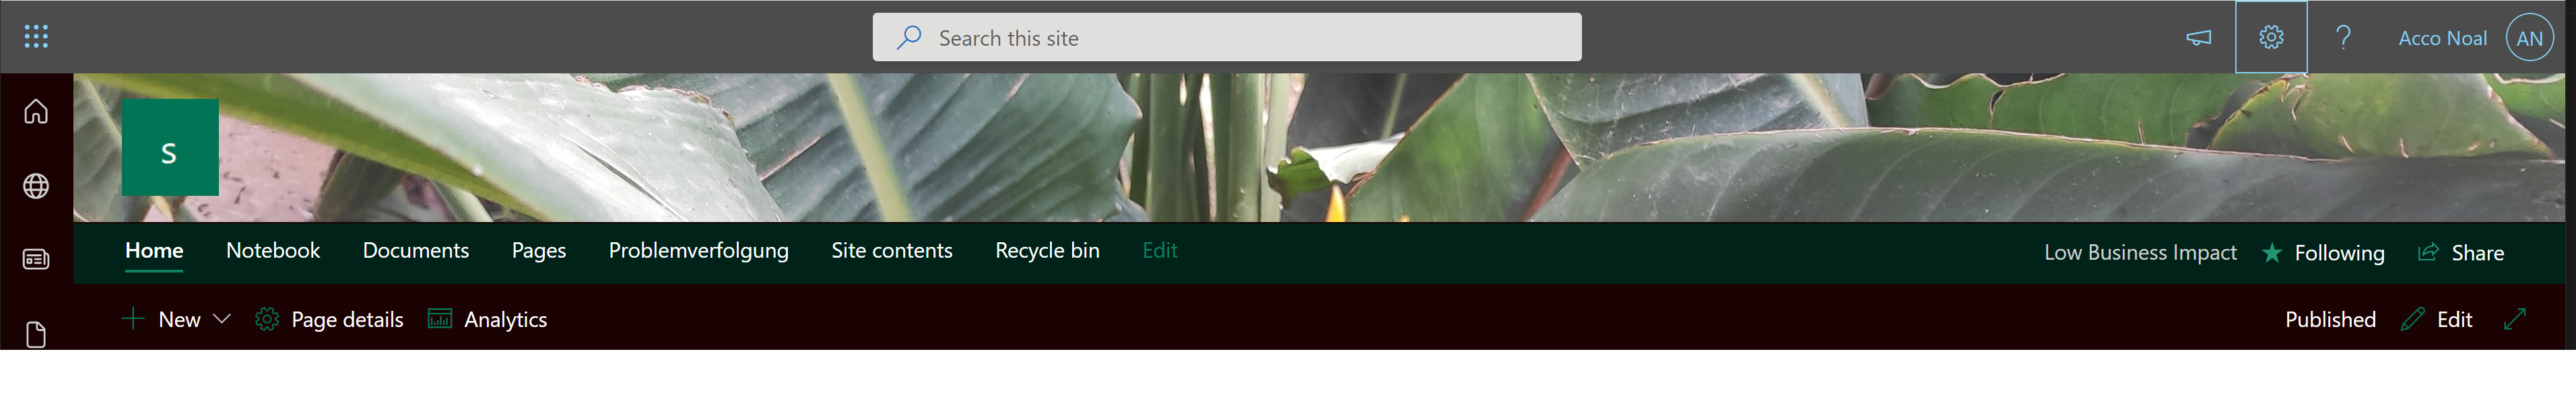 Search this site
Acco Noal AN
S
Home Notebook Documents Pages Problemverfolgung Site contents Recycle bin Edit Low Business Impact Following Share
New Page details Analytics Published Edit